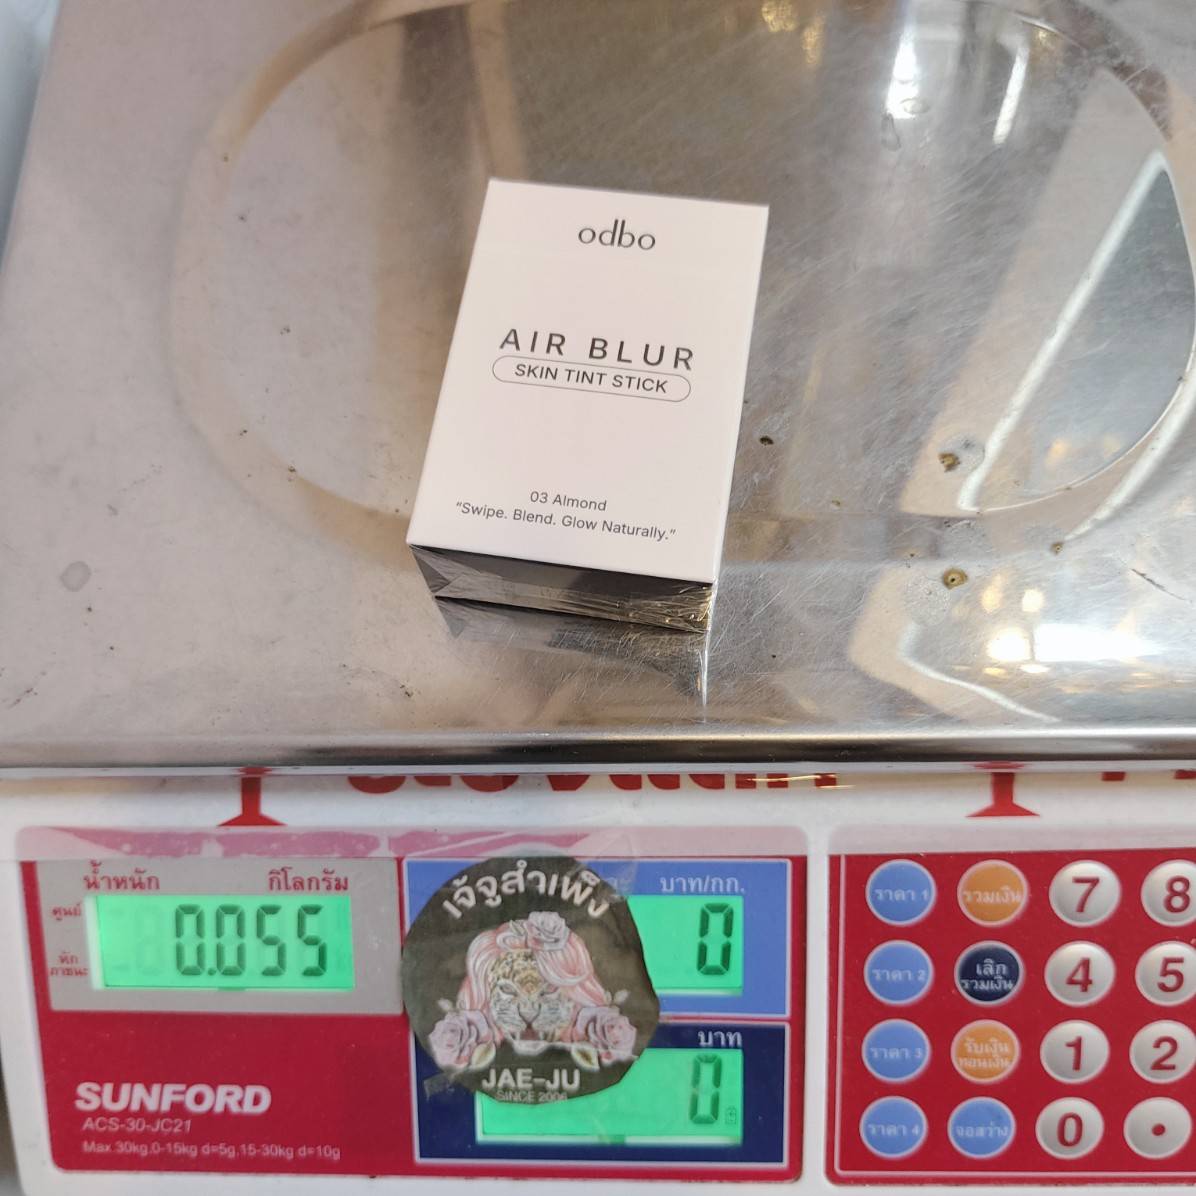 odbo
AIR BLUR
SKIN TINT STICK
03 Almond
"Swipe. Blend. Glow Naturally."
น้ำหนัก กิโลกรัม
ศูนย์
หัก
ภาชนะ
0.055
บาท/กก.
0
บาท
0
เจ้จูสำเพ็ง
JAE-JU
SINCE 2006
SUNFORD
ACS-30-JC21
Max.30kg,0-15kg d=5g,15-30kg d=10g
ราคา 1 รวมเงิน 7 8
ราคา 2 เลิกรวมเงิน 4 5
ราคา 3 รับเงินทอนเงิน 1 2
ราคา 4 จอสว่าง 0 •